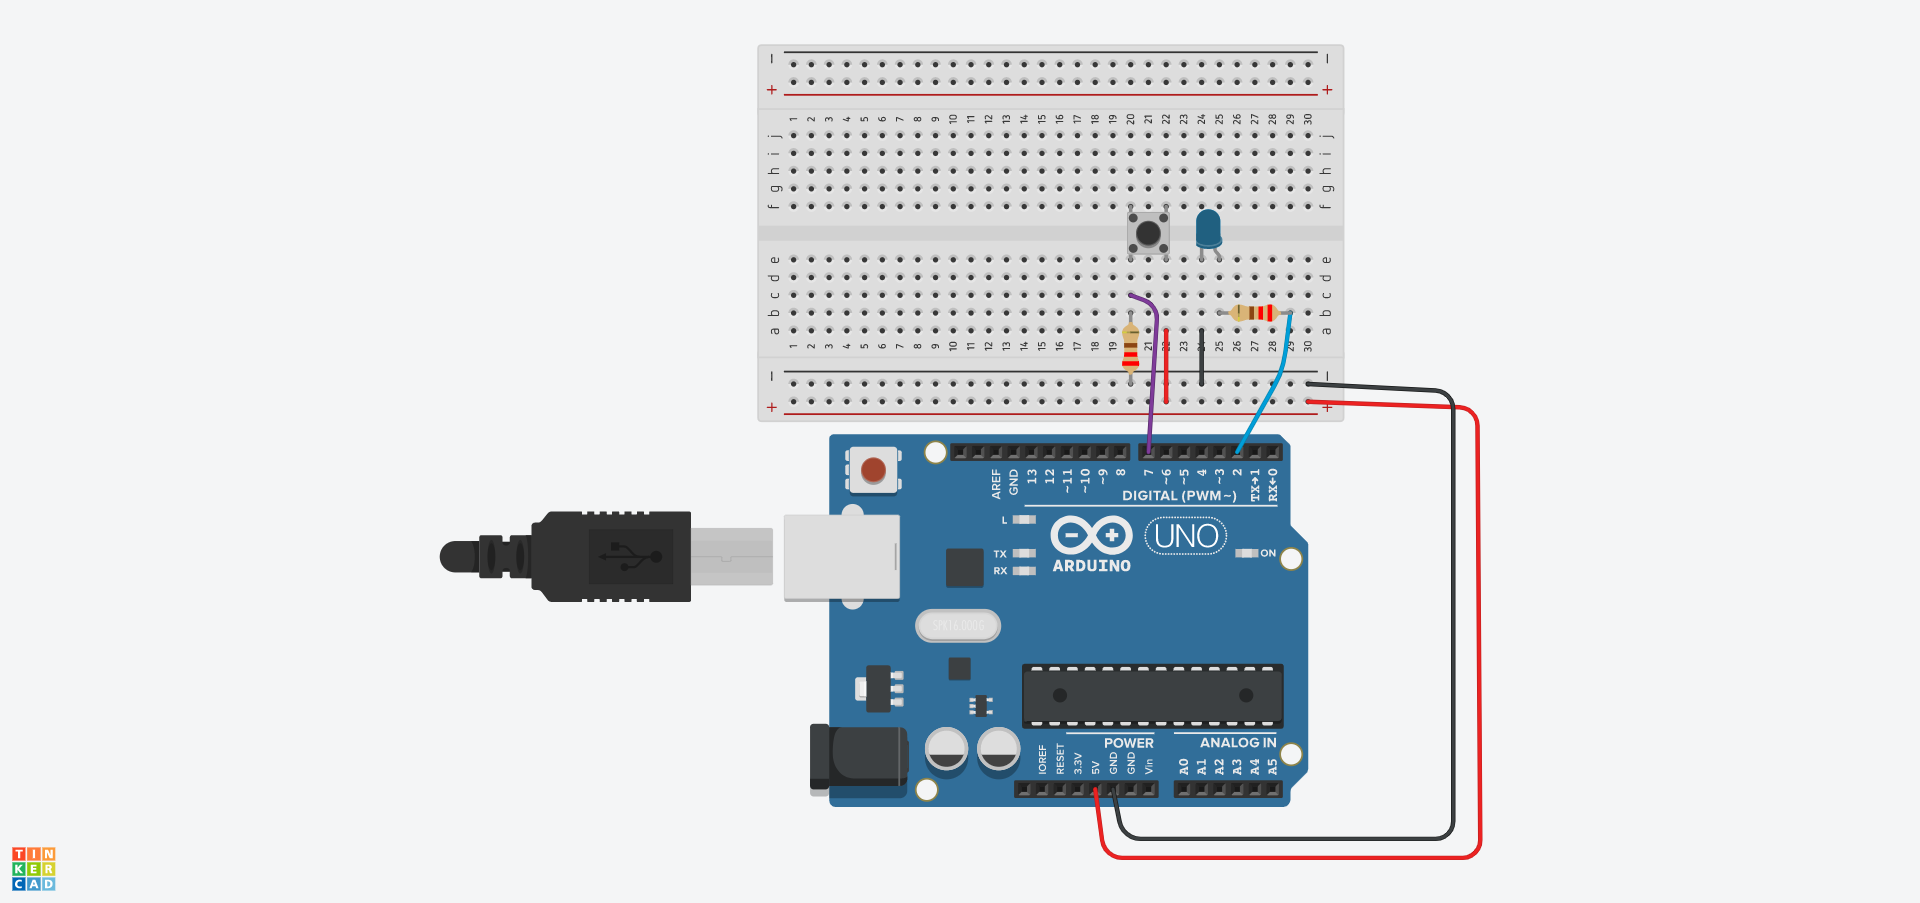 − −
+ +
1 2 3 4 5 6 7 8 9 10 11 12 13 14 15 16 17 18 19 20 21 22 23 24 25 26 27 28 29 30
j j
i i
h h
g g
f f
e e
d d
c c
b b
a a
1 2 3 4 5 6 7 8 9 10 11 12 13 14 15 16 17 18 19 21 22 23 24 25 26 27 28 29 30
− −
+ +
AREF GND 13 12 ~11 ~10 ~9 8 7 ~6 ~5 4 ~3 2 TX→1 RX←0
DIGITAL (PWM~)
L
TX
RX
UNO
ON
ARDUINO
POWER
ANALOG IN
IOREF RESET 3.3V 5V GND GND Vin A0 A1 A2 A3 A4 A5
TIN
KER
CAD